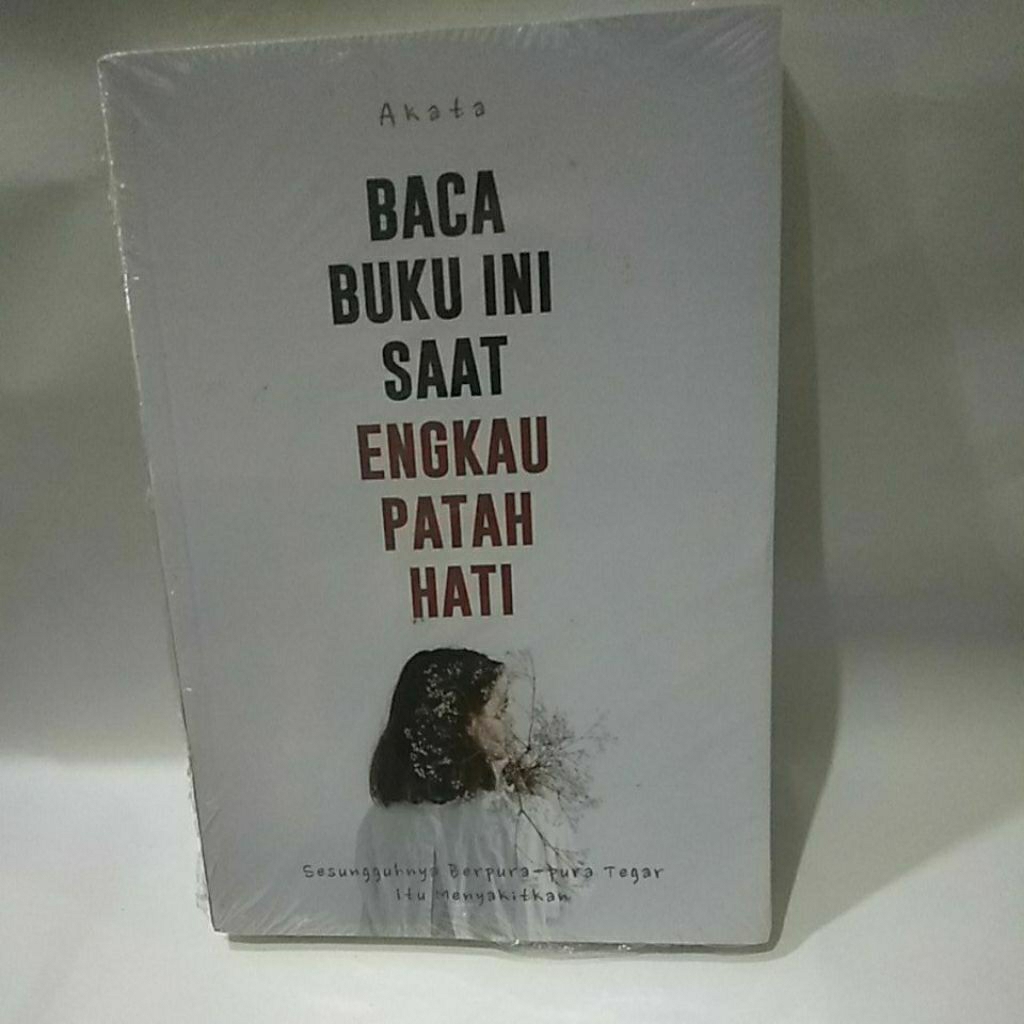 Akata
BACA
BUKU INI
SAAT
ENGKAU
PATAH
HATI
Sesungguhnya Berpura-pura Tegar
Itu Menyakitkan